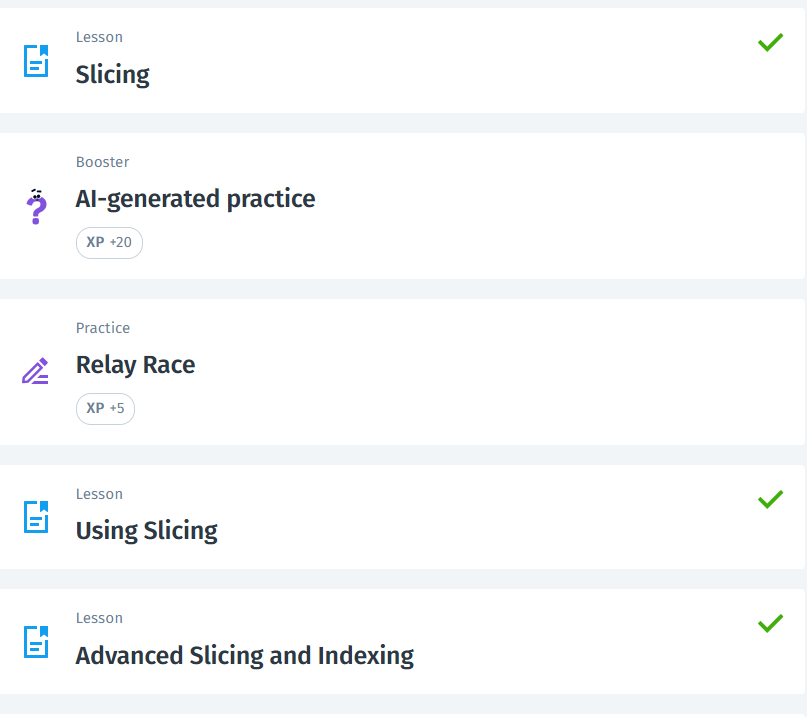 Lesson
Slicing
Booster
AI-generated practice
XP +20
Practice
Relay Race
XP +5
Lesson
Using Slicing
Lesson
Advanced Slicing and Indexing